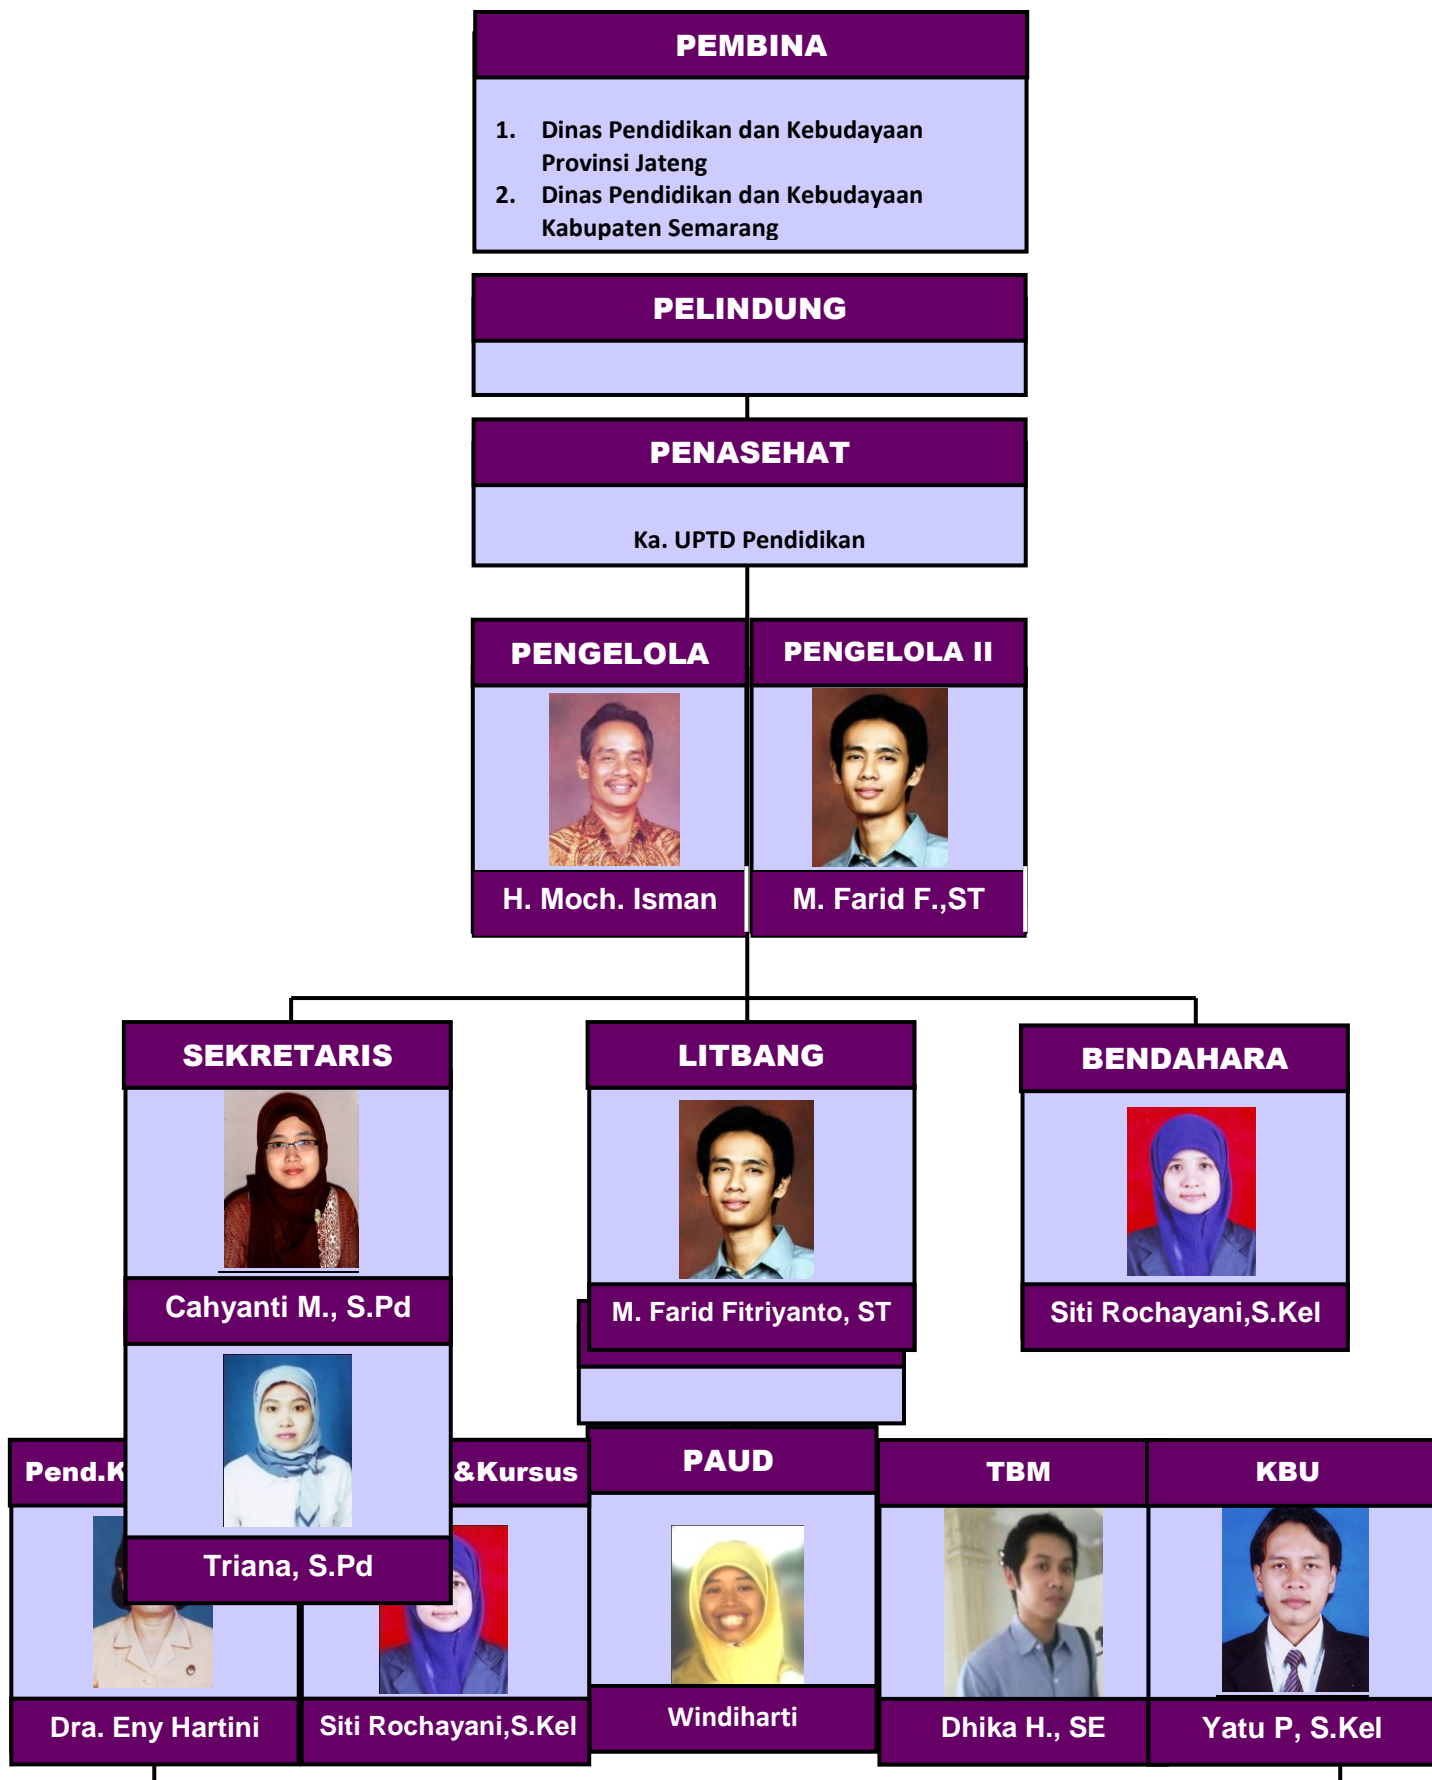 PEMBINA
1. Dinas Pendidikan dan Kebudayaan
Provinsi Jateng
2. Dinas Pendidikan dan Kebudayaan
Kabupaten Semarang
PELINDUNG
PENASEHAT
Ka. UPTD Pendidikan
PENGELOLA
PENGELOLA II
H. Moch. Isman
M. Farid F.,ST
SEKRETARIS
LITBANG
BENDAHARA
Cahyanti M., S.Pd
M. Farid Fitriyanto, ST
Siti Rochayani,S.Kel
Triana, S.Pd
Pend.K
&Kursus
PAUD
TBM
KBU
Dra. Eny Hartini
Siti Rochayani,S.Kel
Windiharti
Dhika H., SE
Yatu P, S.Kel